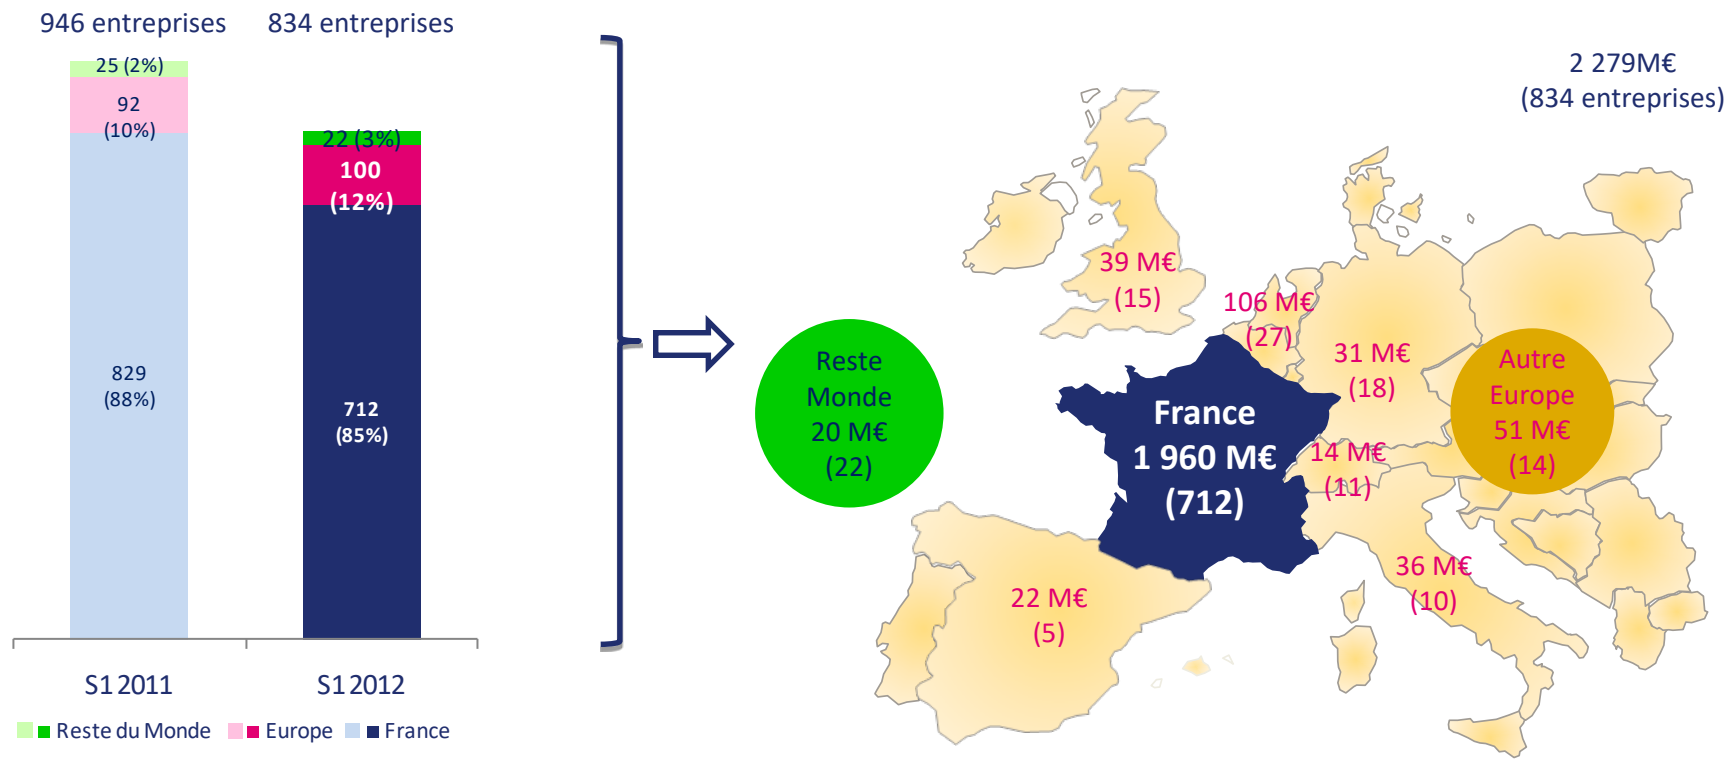 946 entreprises
834 entreprises
25 (2%)
92
(10%)
829
(88%)
22 (3%)
100
(12%)
712
(85%)
S1 2011
S1 2012
Reste du Monde
Europe
France
2 279M€
(834 entreprises)
39 M€
(15)
106 M€
(27)
31 M€
(18)
Reste
Monde
20 M€
(22)
France
1 960 M€
(712)
Autre
Europe
51 M€
(14)
14 M€
(11)
36 M€
(10)
22 M€
(5)